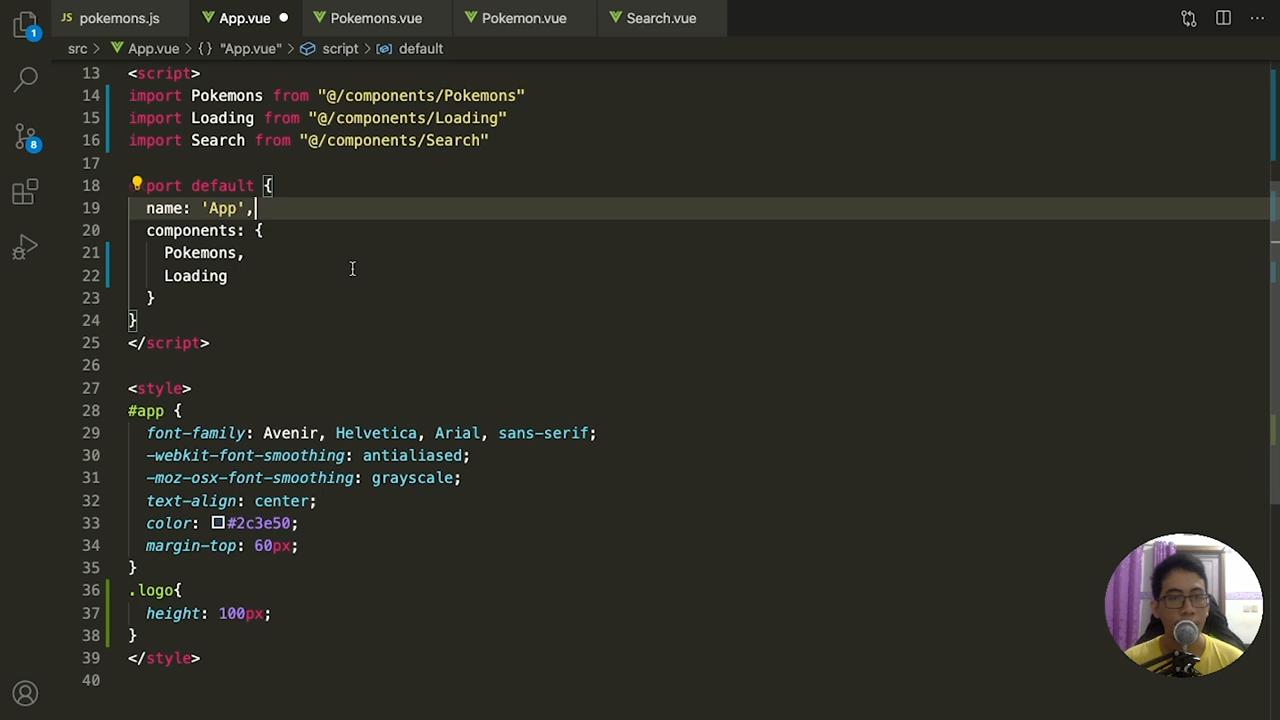 pokemons.js App.vue Pokemons.vue Pokemon.vue Search.vue
src > App.vue > {} "App.vue" > script > default
13 <script>
14 import Pokemons from "@/components/Pokemons"
15 import Loading from "@/components/Loading"
16 import Search from "@/components/Search"
17
18 port default {
19 name: 'App',
20 components: {
21 Pokemons,
22 Loading
23 }
24 }
25 </script>
26
27 <style>
28 #app {
29 font-family: Avenir, Helvetica, Arial, sans-serif;
30 -webkit-font-smoothing: antialiased;
31 -moz-osx-font-smoothing: grayscale;
32 text-align: center;
33 color: #2c3e50;
34 margin-top: 60px;
35 }
36 .logo{
37 height: 100px;
38 }
39 </style>
40
1
8
JS